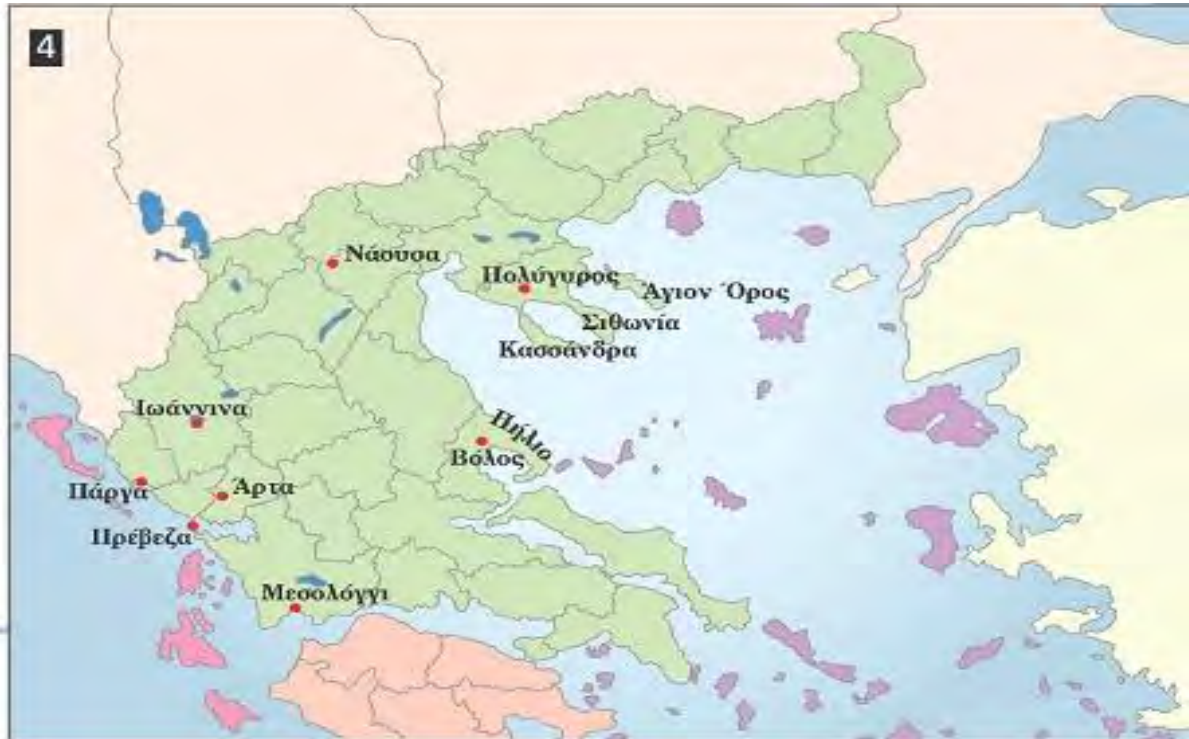 4
Νάουσα
Πολύγυρος
Άγιον Όρος
Σιθωνία
Κασσάνδρα
Ιωάννινα
Πήλιο
Βόλος
Πάργα
Άρτα
Πρέβεζα
Μεσολόγγι